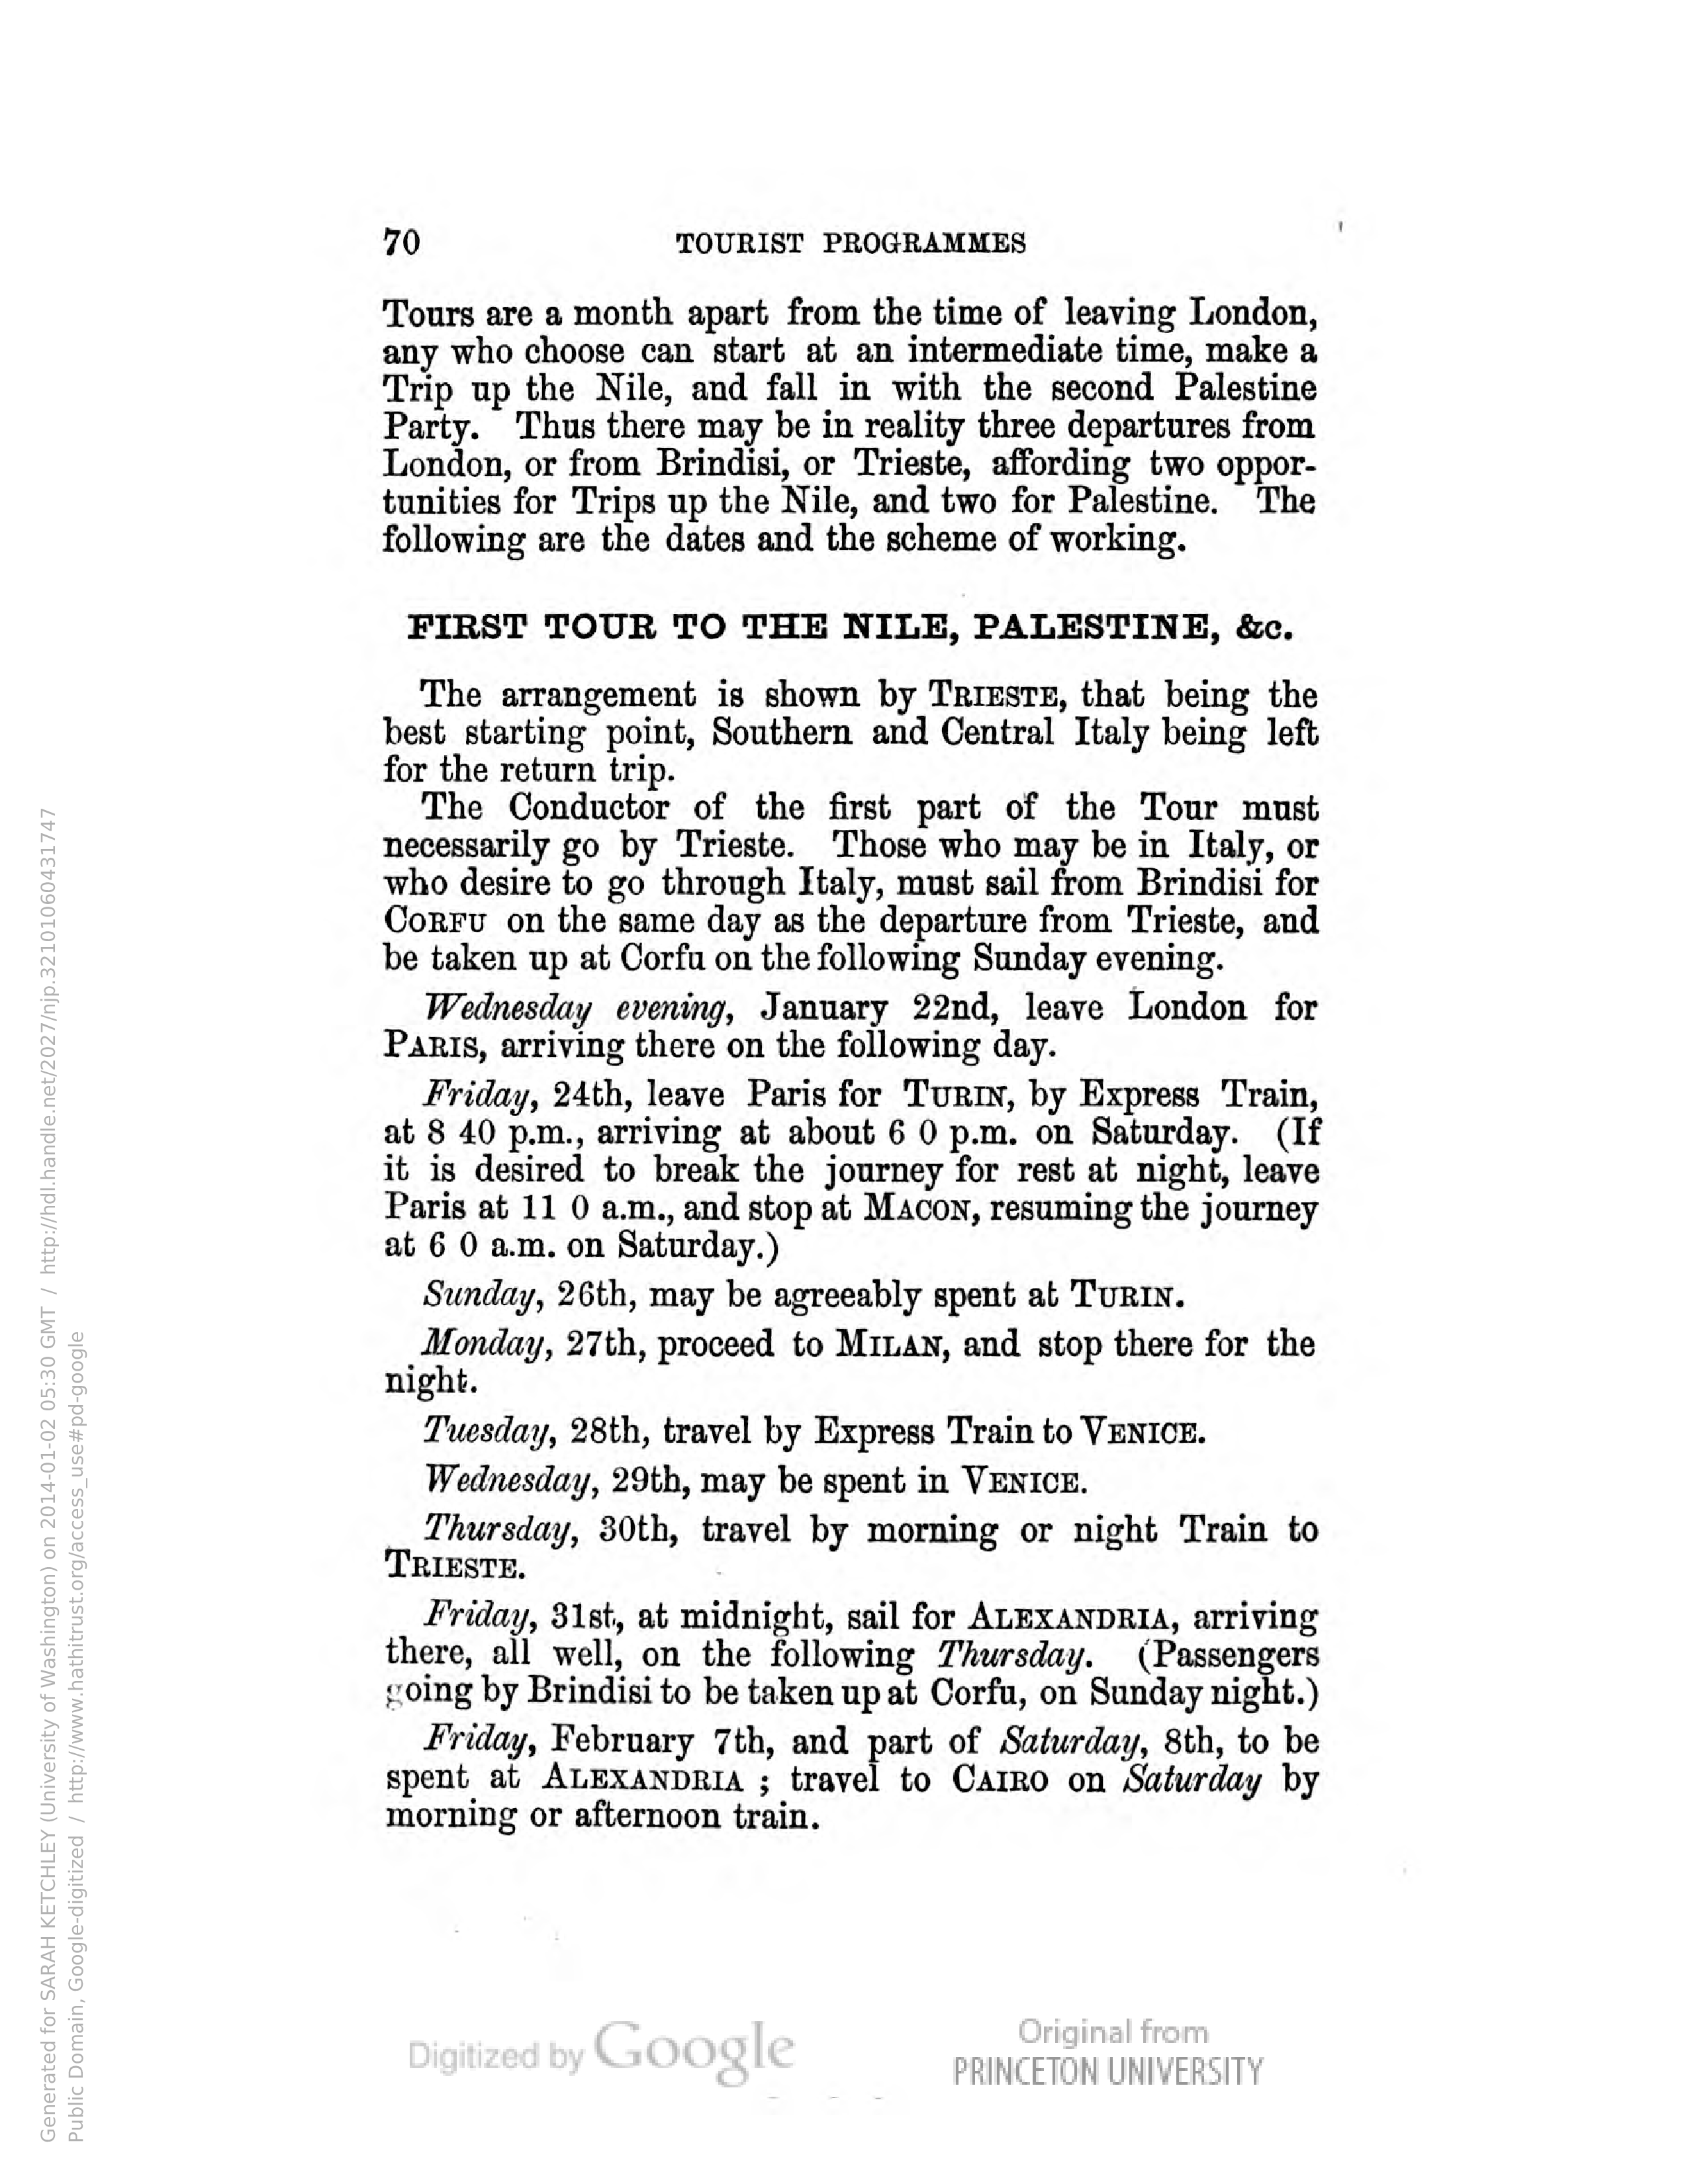 70 TOURIST PROGRAMMES
Tours are a month apart from the time of leaving London,
any who choose can start at an intermediate time, make a
Trip up the Nile, and fall in with the second Palestine
Party. Thus there may be in reality three departures from
London, or from Brindisi, or Trieste, affording two oppor-
tunities for Trips up the Nile, and two for Palestine. The
following are the dates and the scheme of working.
FIRST TOUR TO THE NILE, PALESTINE, &c.
The arrangement is shown by TRIESTE, that being the
best starting point, Southern and Central Italy being left
for the return trip.
The Conductor of the first part of the Tour must
necessarily go by Trieste. Those who may be in Italy, or
who desire to go through Italy, must sail from Brindisi for
CORFU on the same day as the departure from Trieste, and
be taken up at Corfu on the following Sunday evening.
Wednesday evening, January 22nd, leave London for
PARIS, arriving there on the following day.
Friday, 24th, leave Paris for TURIN, by Express Train,
at 8 40 p.m., arriving at about 6 0 p.m. on Saturday. (If
it is desired to break the journey for rest at night, leave
Paris at 11 0 a.m., and stop at MACON, resuming the journey
at 6 0 a.m. on Saturday.)
Sunday, 26th, may be agreeably spent at TURIN.
Monday, 27th, proceed to MILAN, and stop there for the
night.
Tuesday, 28th, travel by Express Train to VENICE.
Wednesday, 29th, may be spent in VENICE.
Thursday, 30th, travel by morning or night Train to
TRIESTE.
Friday, 31st, at midnight, sail for ALEXANDRIA, arriving
there, all well, on the following Thursday. (Passengers
going by Brindisi to be taken up at Corfu, on Sunday night.)
Friday, February 7th, and part of Saturday, 8th, to be
spent at ALEXANDRIA ; travel to CAIRO on Saturday by
morning or afternoon train.
Digitized by Google
Original from
PRINCETON UNIVERSITY
Generated for SARAH KETCHLEY (University of Washington) on 2014-01-02 05:30 GMT / http://hdl.handle.net/2027/njp.32101060431747
Public Domain, Google-digitized / http://www.hathitrust.org/access_use#pd-google